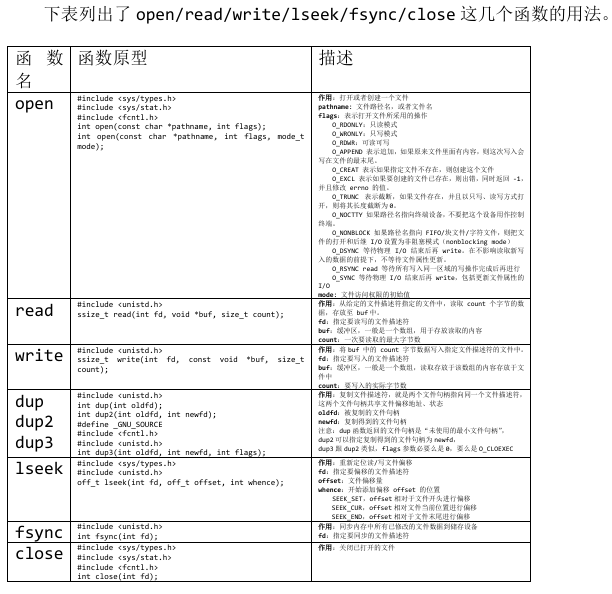 下表列出了 open/read/write/lseek/fsync/close 这几个函数的用法。
函 数
名
函数原型
描述
open
#include <sys/types.h>
#include <sys/stat.h>
#include <fcntl.h>
int open(const char *pathname, int flags);
int open(const char *pathname, int flags, mode_t
mode);
作用: 打开或者创建一个文件
pathname: 文件路径名，或者文件名
flags: 表示打开文件所采用的操作
O_RDONLY: 只读模式
O_WRONLY: 只写模式
O_RDWR: 可读可写
O_APPEND 表示追加，如果原来文件里面有内容，则这次写入会
写在文件的最末尾。
O_CREAT 表示如果指定文件不存在，则创建这个文件
O_EXCL 表示如果要创建的文件已存在，则出错，同时返回 -1，
并且修改 errno 的值。
O_TRUNC 表示截断，如果文件存在，并且以只写、读写方式打
开，则将其长度截断为0。
O_NOCTTY 如果路径名指向终端设备，不要把这个设备用作控制
终端。
O_NONBLOCK 如果路径名指向 FIFO/块文件/字符文件，则把文
件的打开和后继 I/O 设置为非阻塞模式（nonblocking mode）
O_DSYNC 等待物理 I/O 结束后再 write。在不影响读取新写
入的数据的前提下，不等待文件属性更新。
O_RSYNC read 等待所有写入同一区域的写操作完成后再进行
O_SYNC 等待物理 I/O 结束后再 write，包括更新文件属性的
I/O
mode: 文件访问权限的初始值
read
#include <unistd.h>
ssize_t read(int fd, void *buf, size_t count);
作用: 从给定的文件描述符指定的文件中，读取 count 个字节的数
据，存放至 buf 中。
fd: 指定要读写的文件描述符
buf: 缓冲区，一般是一个数组，用于存放读取的内容
count: 一次要读取的最大字节数
write
#include <unistd.h>
ssize_t write(int fd, const void *buf, size_t
count);
作用: 将 buf 中的 count 字节数据写入指定文件描述符的文件中。
fd: 指定要写入的文件描述符
buf: 缓冲区，一般是一个数组，读取存放于该数组的内容存放于文
件中
count: 要写入的实际字节数
dup
dup2
dup3
#include <unistd.h>
int dup(int oldfd);
int dup2(int oldfd, int newfd);
#define _GNU_SOURCE
#include <fcntl.h>
#include <unistd.h>
int dup3(int oldfd, int newfd, int flags);
作用: 复制文件描述符，就是两个文件句柄指向同一个文件描述符，
这两个文件句柄共享文件偏移地址、状态
oldfd: 被复制的文件句柄
newfd: 复制得到的文件句柄
注意: dup 函数返回的文件句柄是“未使用的最小文件句柄”，
dup2 可以指定复制得到的文件句柄为 newfd，
dup3 跟 dup2 类似，flags 参数必要么是 0，要么是 O_CLOEXEC
lseek
#include <sys/types.h>
#include <unistd.h>
off_t lseek(int fd, off_t offset, int whence);
作用: 重新定位读/写文件偏移
fd: 指定要偏移的文件描述符
offset: 文件偏移量
whence: 开始添加偏移 offset 的位置
SEEK_SET，offset 相对于文件开头进行偏移
SEEK_CUR，offset 相对文件当前位置进行偏移
SEEK_END，offset 相对于文件末尾进行偏移
fsync
#include <unistd.h>
int fsync(int fd);
作用: 同步内存中所有已修改的文件数据到储存设备
fd: 指定要同步的文件描述符
close
#include <sys/types.h>
#include <sys/stat.h>
#include <fcntl.h>
int close(int fd);
作用: 关闭已打开的文件